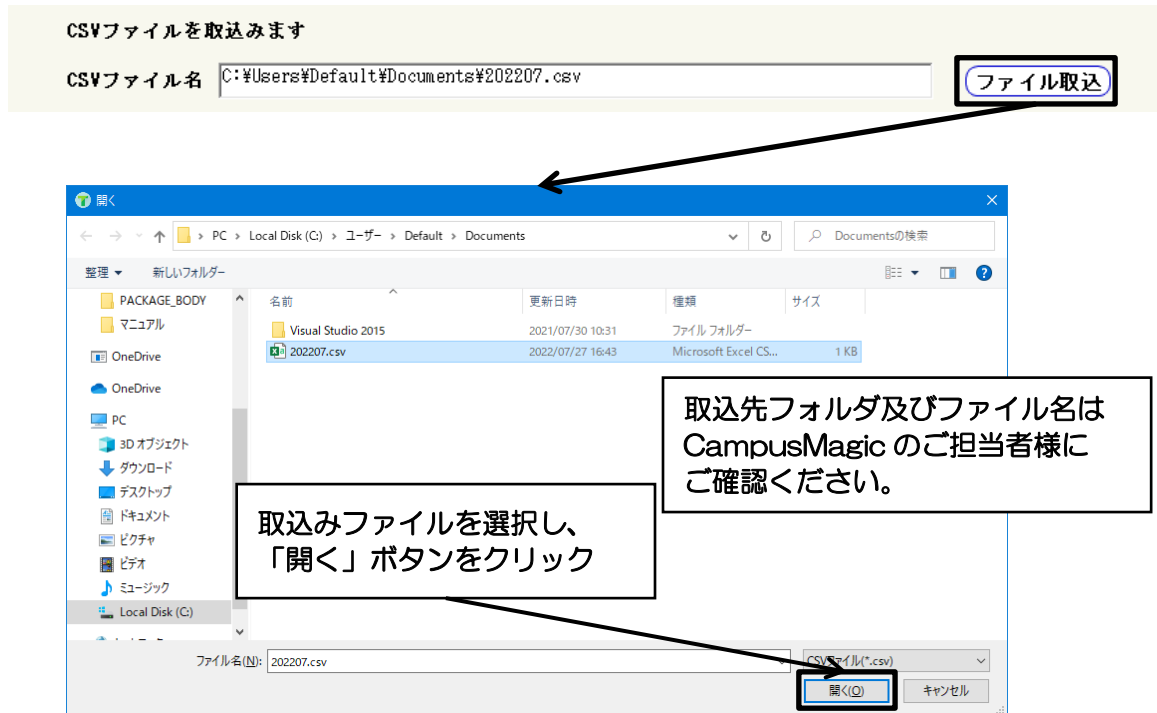 CSVファイルを取込みます
CSVファイル名 C:¥Users¥Default¥Documents¥202207.csv ファイル取込
開く
PC › Local Disk (C:) › ユーザー › Default › Documents Documentsの検索
整理 新しいフォルダー
PACKAGE_BODY
マニュアル
OneDrive
OneDrive
PC
3D オブジェクト
ダウンロード
デスクトップ
ドキュメント
ピクチャ
ビデオ
ミュージック
Local Disk (C:)
名前 更新日時 種類 サイズ
Visual Studio 2015 2021/07/30 10:31 ファイル フォルダー
202207.csv 2022/07/27 16:43 Microsoft Excel CS... 1 KB
取込先フォルダ及びファイル名は
CampusMagic のご担当者様に
ご確認ください。
取込みファイルを選択し、
「開く」ボタンをクリック
ファイル名(N): 202207.csv CSVファイル(*.csv)
開く(O) キャンセル